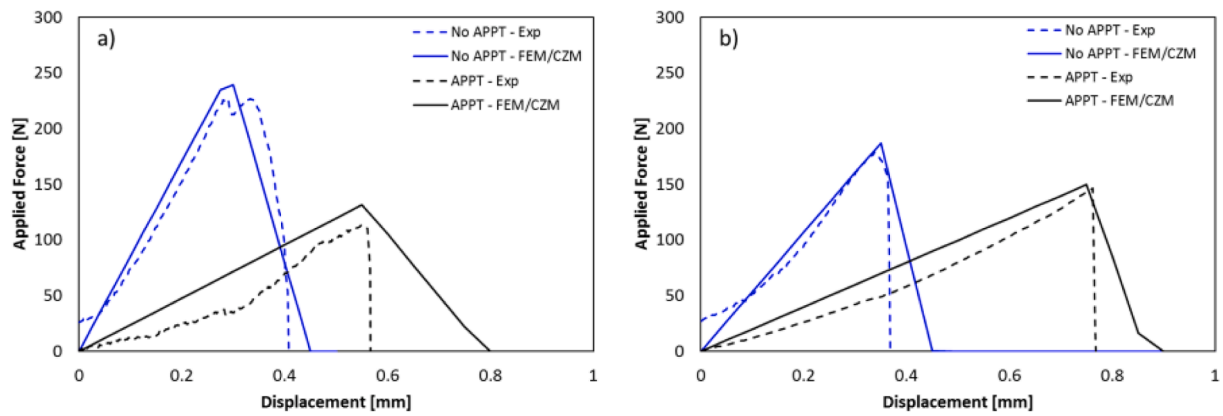 a)
No APPT - Exp
No APPT - FEM/CZM
APPT - Exp
APPT - FEM/CZM
300
250
200
150
100
50
0
Applied Force [N]
0 0.2 0.4 0.6 0.8 1
Displacement [mm]
b)
No APPT - Exp
No APPT - FEM/CZM
APPT - Exp
APPT - FEM/CZM
300
250
200
150
100
50
0
Applied Force [N]
0 0.2 0.4 0.6 0.8 1
Displacement [mm]